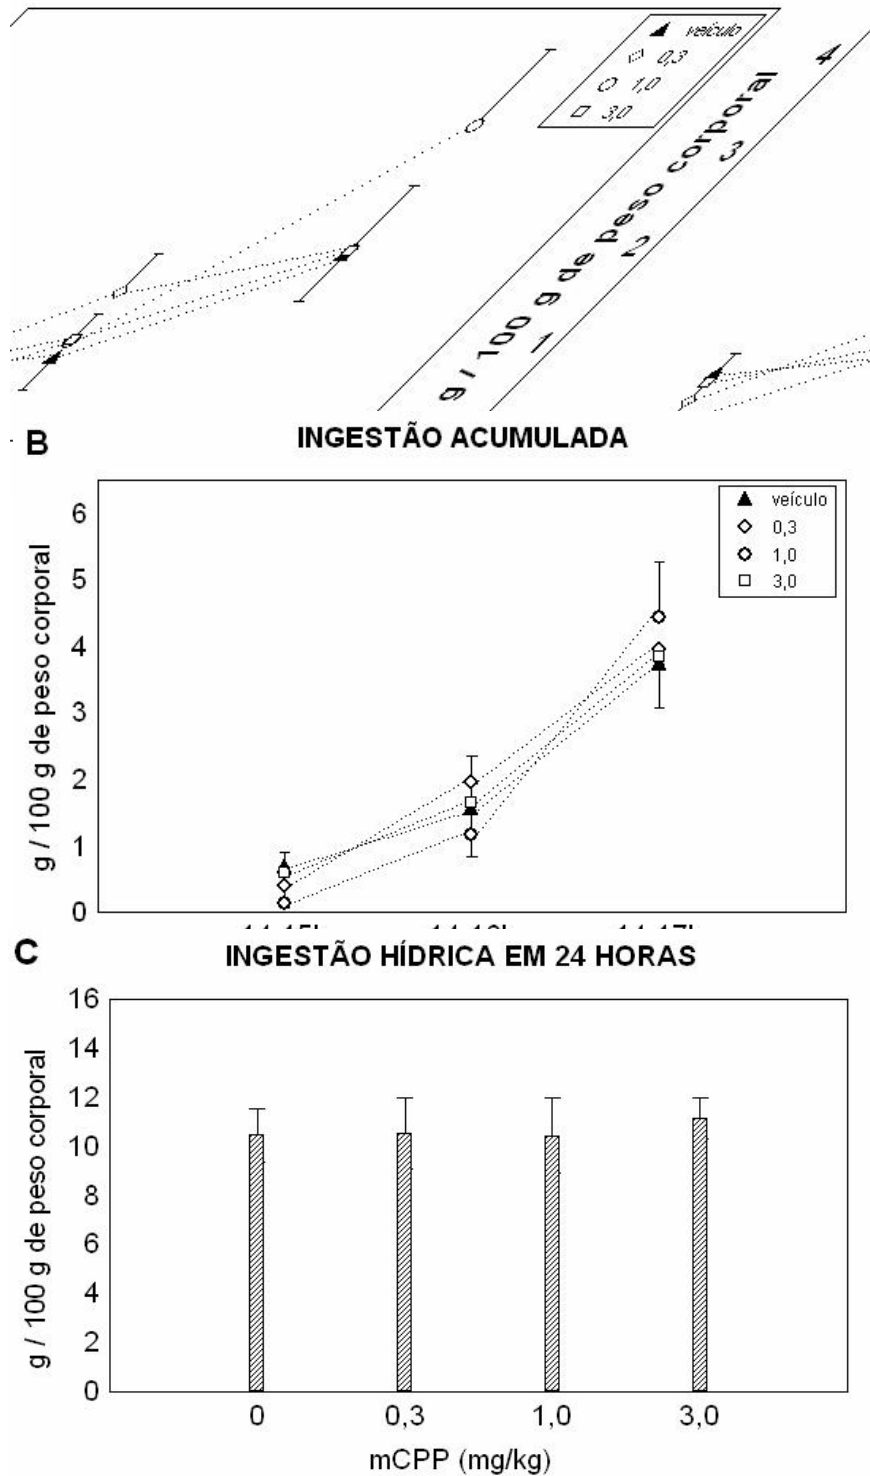 veículo
0,3
1,0
3,0
g / 100 g de peso corporal
4
3
2
1
B
INGESTÃO ACUMULADA
g / 100 g de peso corporal
6
5
4
3
2
1
0
veículo
0,3
1,0
3,0
C
INGESTÃO HÍDRICA EM 24 HORAS
g / 100 g de peso corporal
16
14
12
10
8
6
4
2
0
0 0,3 1,0 3,0
mCPP (mg/kg)